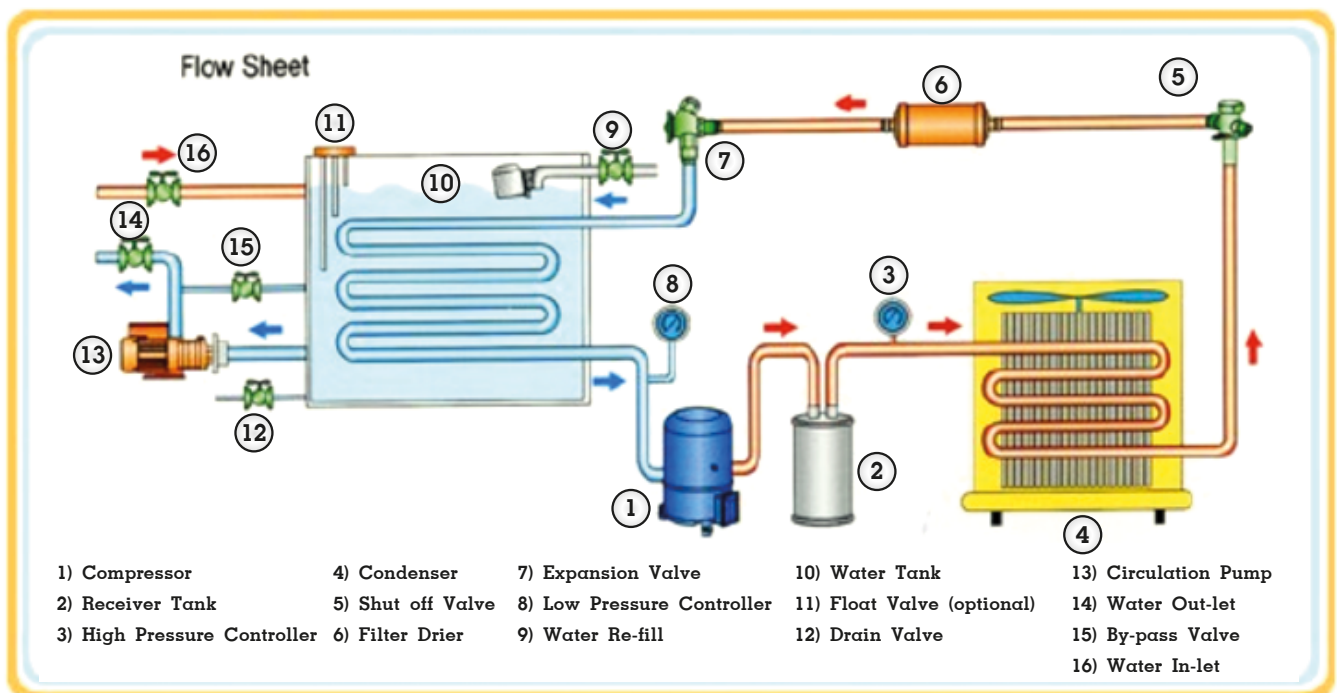 Flow Sheet
11
16
9
10
7
6
5
14
15
8
3
13
12
1
2
4
1) Compressor
2) Receiver Tank
3) High Pressure Controller
4) Condenser
5) Shut off Valve
6) Filter Drier
7) Expansion Valve
8) Low Pressure Controller
9) Water Re-fill
10) Water Tank
11) Float Valve (optional)
12) Drain Valve
13) Circulation Pump
14) Water Out-let
15) By-pass Valve
16) Water In-let